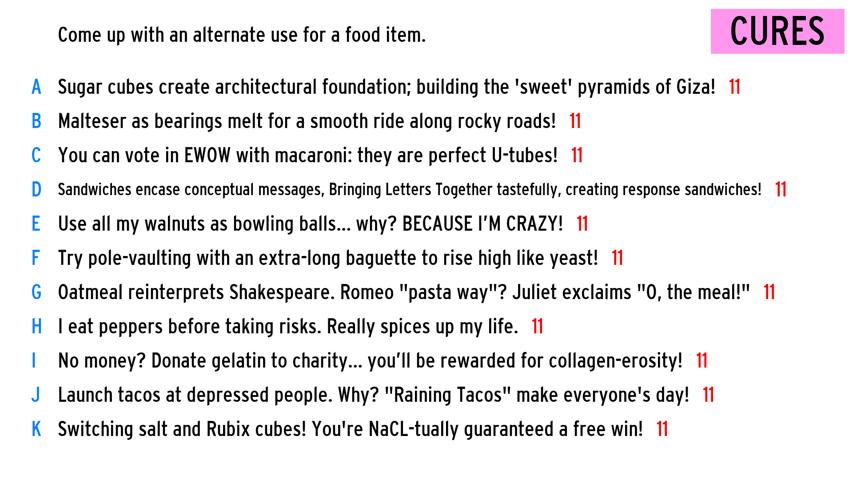 Come up with an alternate use for a food item.
CURES
A Sugar cubes create architectural foundation; building the 'sweet' pyramids of Giza! 11
B Malteser as bearings melt for a smooth ride along rocky roads! 11
C You can vote in EWOW with macaroni: they are perfect U-tubes! 11
D Sandwiches encase conceptual messages, Bringing Letters Together tastefully, creating response sandwiches! 11
E Use all my walnuts as bowling balls... why? BECAUSE I'M CRAZY! 11
F Try pole-vaulting with an extra-long baguette to rise high like yeast! 11
G Oatmeal reinterprets Shakespeare. Romeo "pasta way"? Juliet exclaims "O, the meal!" 11
H I eat peppers before taking risks. Really spices up my life. 11
I No money? Donate gelatin to charity... you'll be rewarded for collagen-erosity! 11
J Launch tacos at depressed people. Why? "Raining Tacos" make everyone's day! 11
K Switching salt and Rubix cubes! You're NaCL-tually guaranteed a free win! 11